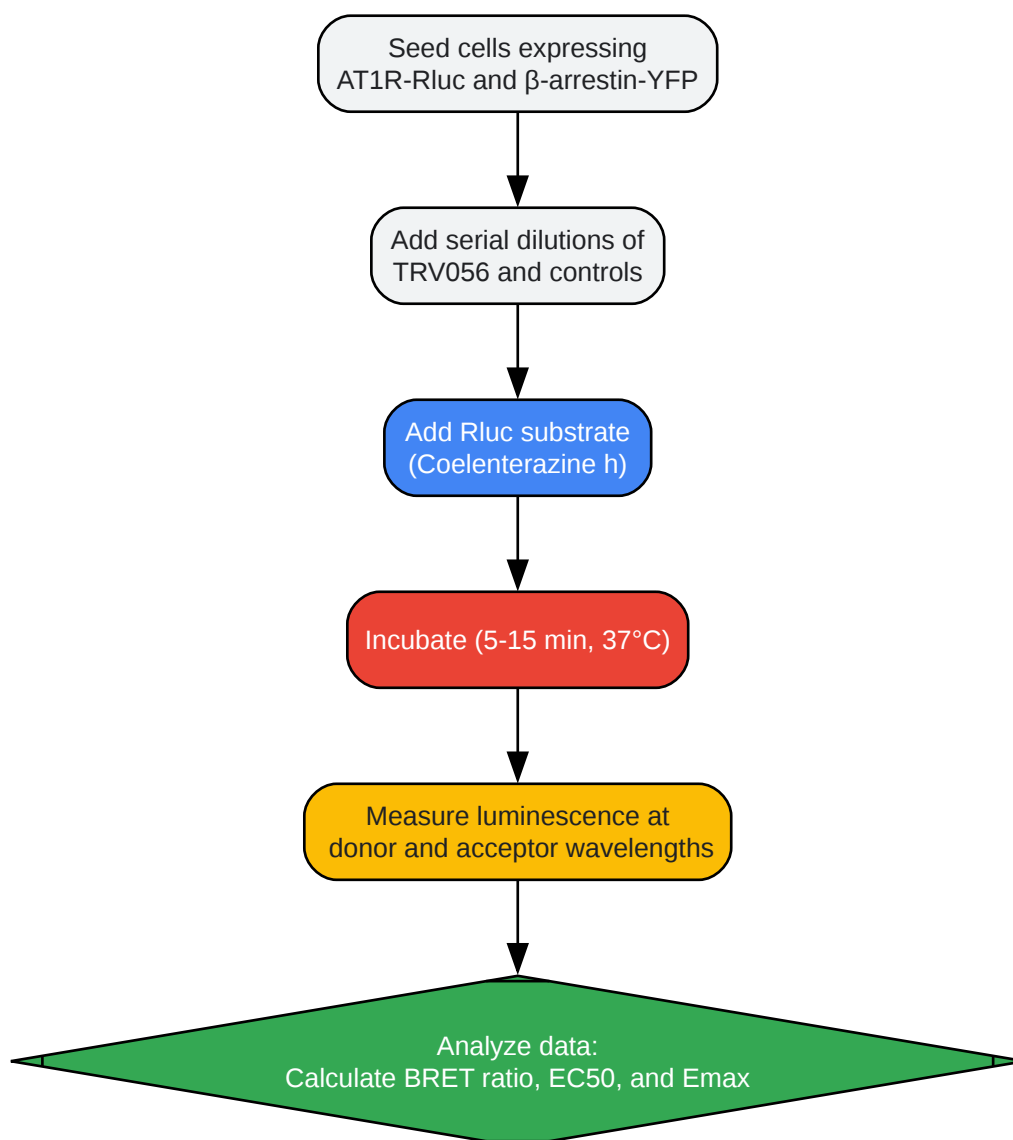 Seed cells expressing
AT1R-Rluc and β-arrestin-YFP
Add serial dilutions of
TRV056 and controls
Add Rluc substrate
(Coelenterazine h)
Incubate (5-15 min, 37°C)
Measure luminescence at
donor and acceptor wavelengths
Analyze data:
Calculate BRET ratio, EC50, and Emax